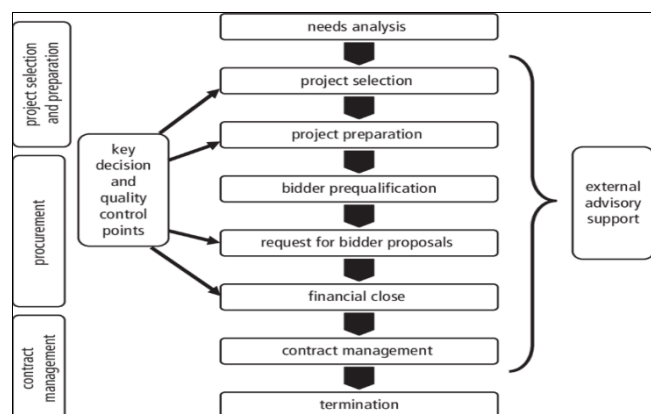 project selection
and preparation
procurement
contract
management
key
decision
and
quality
control
points
needs analysis
project selection
project preparation
bidder prequalification
request for bidder proposals
financial close
contract management
termination
external
advisory
support